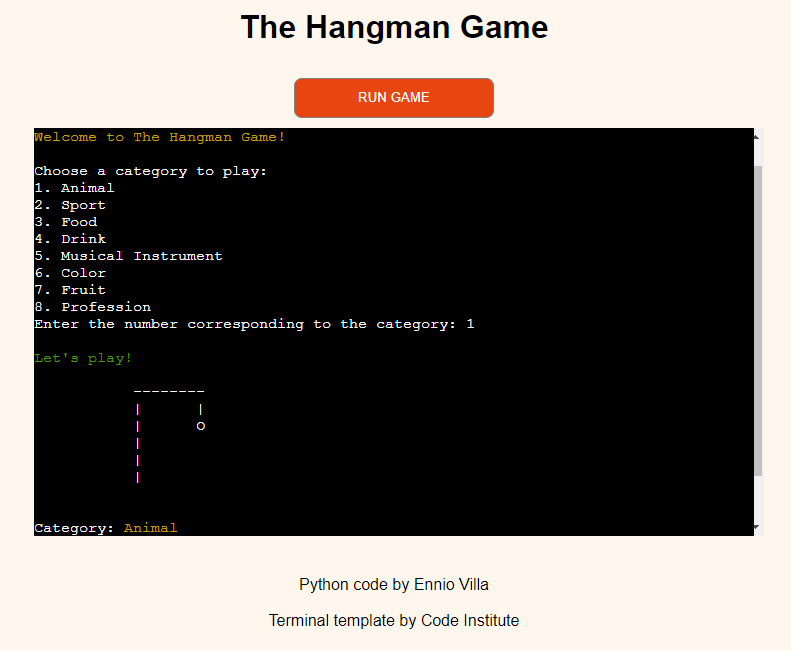 The Hangman Game
RUN GAME
Welcome to The Hangman Game!
Choose a category to play:
1. Animal
2. Sport
3. Food
4. Drink
5. Musical Instrument
6. Color
7. Fruit
8. Profession
Enter the number corresponding to the category: 1
Let's play!
--------
|      |
|      O
|
|
|
Category: Animal
Python code by Ennio Villa
Terminal template by Code Institute